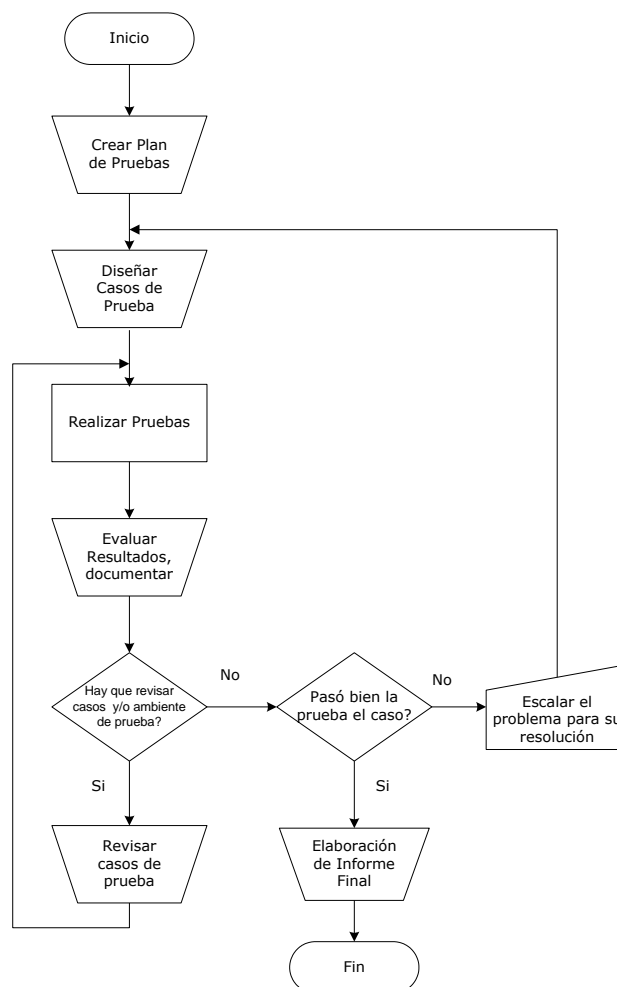 Inicio
Crear Plan
de Pruebas
Diseñar
Casos de
Prueba
Realizar Pruebas
Evaluar
Resultados,
documentar
Hay que revisar
casos y/o ambiente
de prueba?
No
Pasó bien la
prueba el caso?
No
Escalar el
problema para su
resolución
Si
Si
Revisar
casos de
prueba
Elaboración
de Informe
Final
Fin